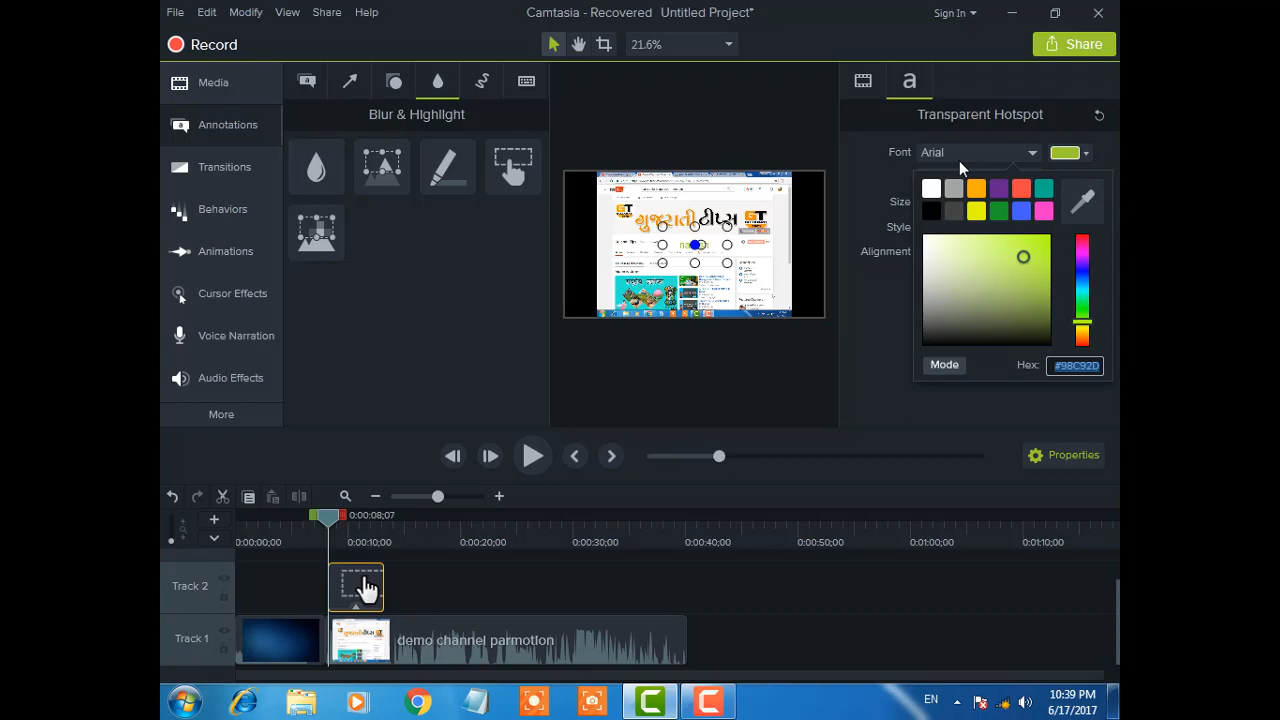 File Edit Modify View Share Help
Camtasia - Recovered Untitled Project*
Sign In
Record
21.6%
Share
Media
Annotations
Transitions
Behaviors
Animations
Cursor Effects
Voice Narration
Audio Effects
More
Blur & Highlight
ગુજરાતી ટીપ્સ
GT
GT
Transparent Hotspot
Font Arial
Size
Style
Alignment
Mode Hex: #98C92D
Properties
0:00:08;07
0:00:00;00 0:00:10;00 0:00:20;00 0:00:30;00 0:00:40;00 0:00:50;00 0:01:00;00 0:01:10;00
Track 2
Track 1
demo channel parmotion
EN
10:39 PM
6/17/2017